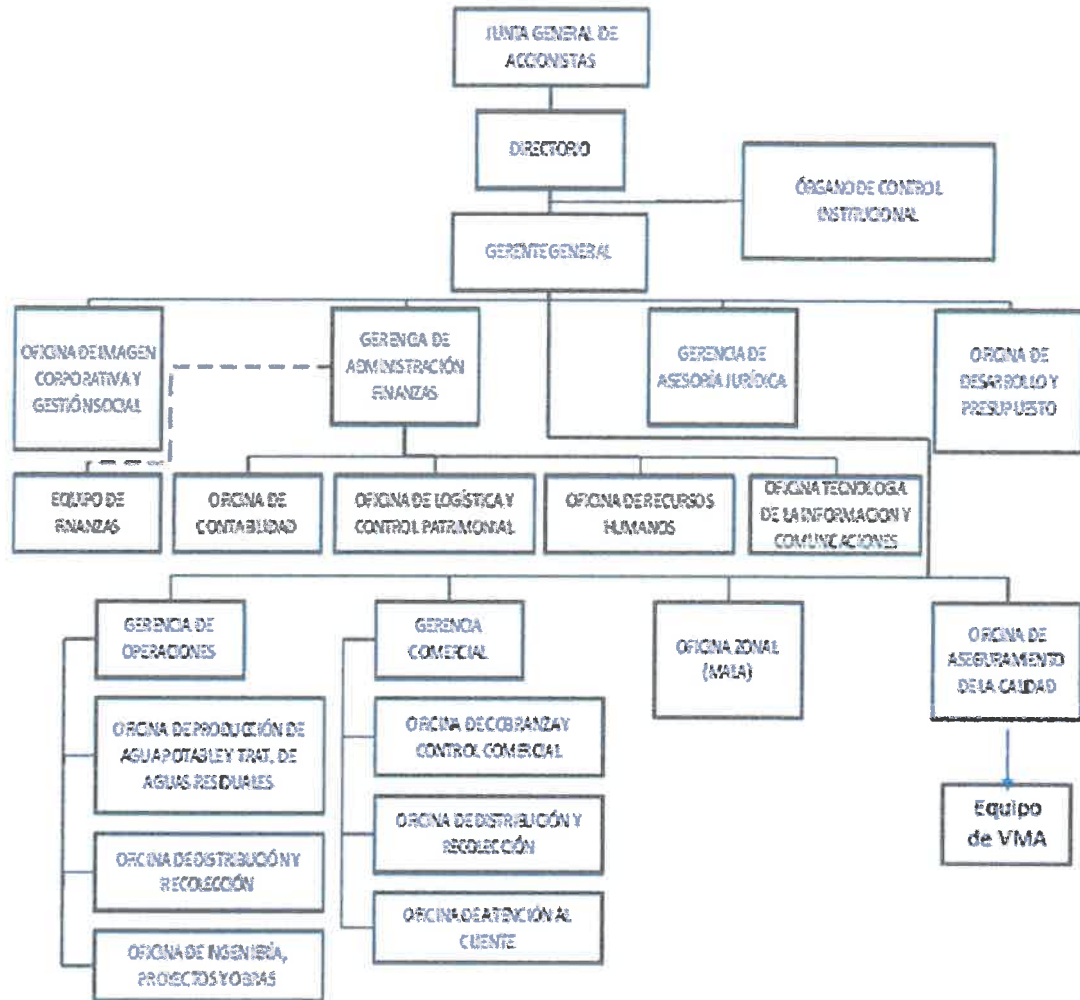 JUNTA GENERAL DE
ACCIONISTAS
DIRECTORIO
ÓRGANO DE CONTROL
INSTITUCIONAL
GERENTE GENERAL
OFICINA DE IMAGEN
CORPORATIVA Y
GESTIÓN SOCIAL
GERENCIA DE
ADMINISTRACIÓN
FINANZAS
GERENCIA DE
ASESORÍA JURÍDICA
OFICINA DE
DESARROLLO Y
PRESUPUESTO
EQUIPO DE
FINANZAS
OFICINA DE
CONTABILIDAD
OFICINA DE LOGÍSTICA Y
CONTROL PATRIMONIAL
OFICINA DE RECURSOS
HUMANOS
OFICINA TECNOLOGIA
DE LA INFORMACION Y
COMUNICACIONES
GERENCIA DE
OPERACIONES
GERENCIA
COMERCIAL
OFICINA ZONAL
(MALA)
OFICINA DE
ASEGURAMIENTO
DE LA CALIDAD
OFICINA DE PRODUCCIÓN DE
AGUA POTABLE Y TRAT. DE
AGUAS RESIDUALES
OFICINA DE COBRANZA Y
CONTROL COMERCIAL
Equipo
de VMA
OFICINA DE DISTRIBUCIÓN Y
RECOLECCIÓN
OFICINA DE DISTRIBUCIÓN Y
RECOLECCIÓN
OFICINA DE INGENIERÍA,
PROYECTOS Y OBRAS
OFICINA DE ATENCIÓN AL
CLIENTE